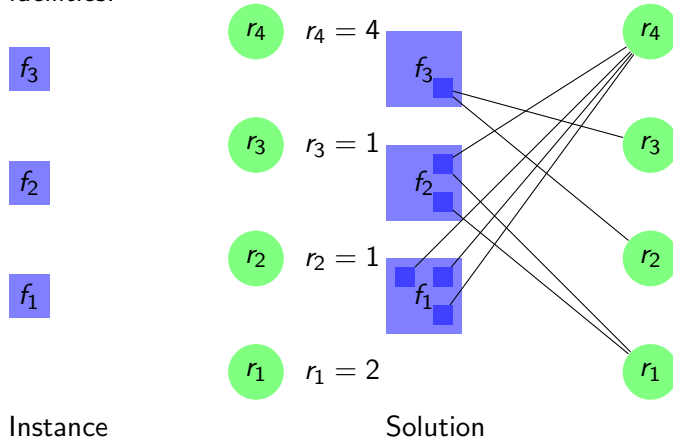 r₄ r₄ = 4 r₄
f₃ f₃
r₃ r₃ = 1 r₃
f₂ f₂
r₂ r₂ = 1 r₂
f₁ f₁
r₁ r₁ = 2 r₁
Instance Solution